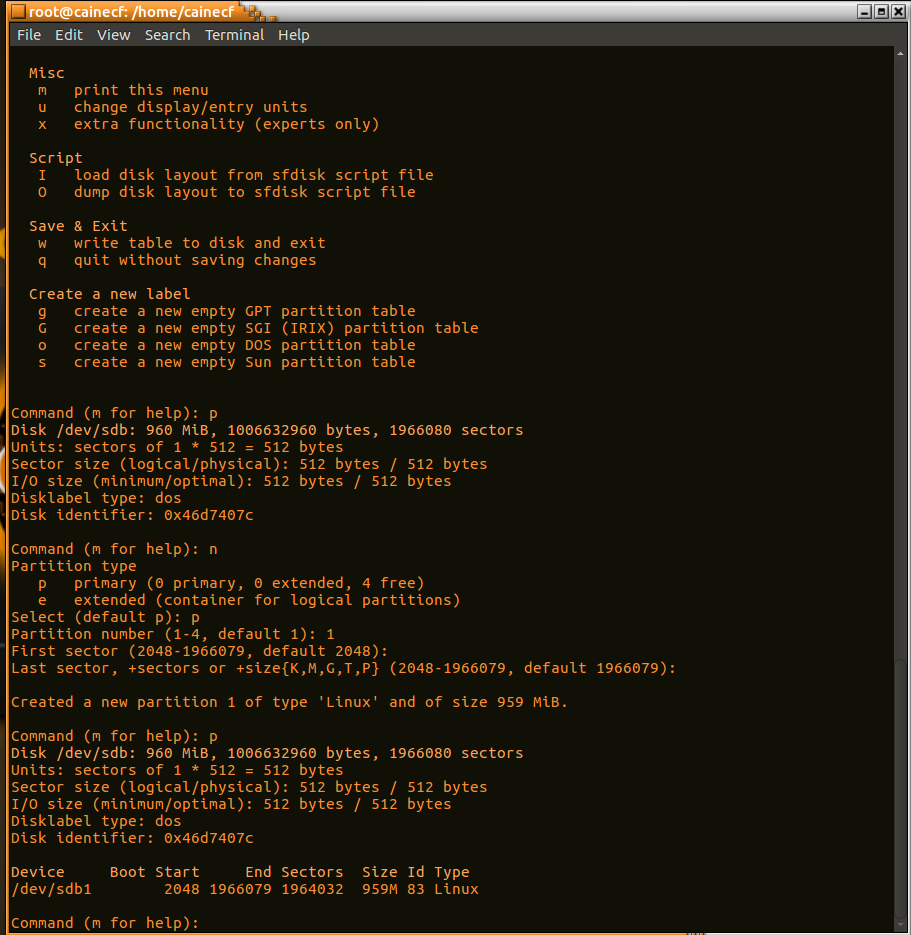 root@cainecf: /home/cainecf
File Edit View Search Terminal Help
Misc
m print this menu
u change display/entry units
x extra functionality (experts only)
Script
I load disk layout from sfdisk script file
O dump disk layout to sfdisk script file
Save & Exit
w write table to disk and exit
q quit without saving changes
Create a new label
g create a new empty GPT partition table
G create a new empty SGI (IRIX) partition table
o create a new empty DOS partition table
s create a new empty Sun partition table
Command (m for help): p
Disk /dev/sdb: 960 MiB, 1006632960 bytes, 1966080 sectors
Units: sectors of 1 * 512 = 512 bytes
Sector size (logical/physical): 512 bytes / 512 bytes
I/O size (minimum/optimal): 512 bytes / 512 bytes
Disklabel type: dos
Disk identifier: 0x46d7407c
Command (m for help): n
Partition type
p primary (0 primary, 0 extended, 4 free)
e extended (container for logical partitions)
Select (default p): p
Partition number (1-4, default 1): 1
First sector (2048-1966079, default 2048):
Last sector, +sectors or +size{K,M,G,T,P} (2048-1966079, default 1966079):
Created a new partition 1 of type 'Linux' and of size 959 MiB.
Command (m for help): p
Disk /dev/sdb: 960 MiB, 1006632960 bytes, 1966080 sectors
Units: sectors of 1 * 512 = 512 bytes
Sector size (logical/physical): 512 bytes / 512 bytes
I/O size (minimum/optimal): 512 bytes / 512 bytes
Disklabel type: dos
Disk identifier: 0x46d7407c
Device Boot Start End Sectors Size Id Type
/dev/sdb1 2048 1966079 1964032 959M 83 Linux
Command (m for help):